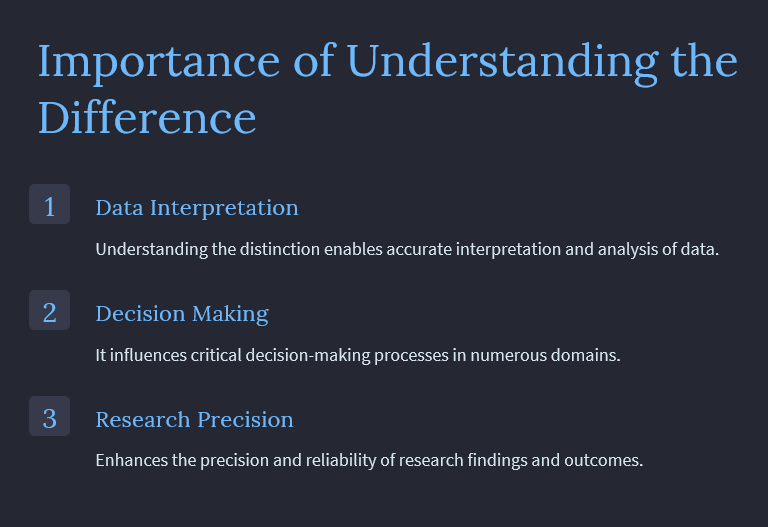 Importance of Understanding the
Difference
1
Data Interpretation
Understanding the distinction enables accurate interpretation and analysis of data.
2
Decision Making
It influences critical decision-making processes in numerous domains.
3
Research Precision
Enhances the precision and reliability of research findings and outcomes.